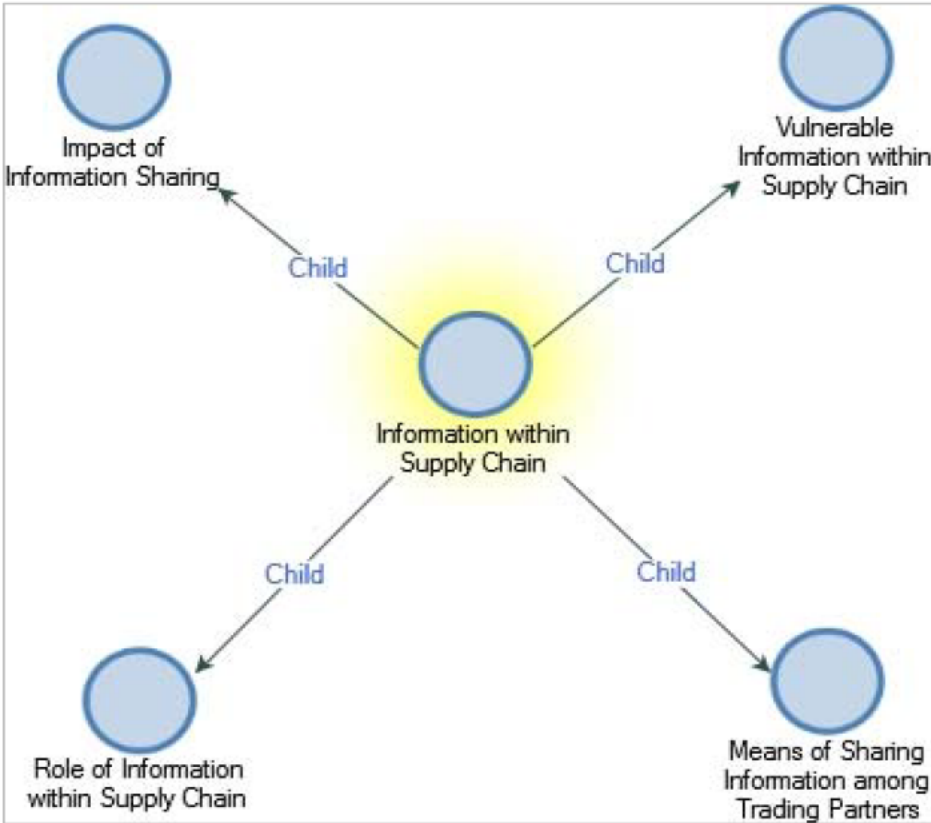 Impact of
Information Sharing
Vulnerable
Information within
Supply Chain
Child
Child
Information within
Supply Chain
Child
Child
Role of Information
within Supply Chain
Means of Sharing
Information among
Trading Partners